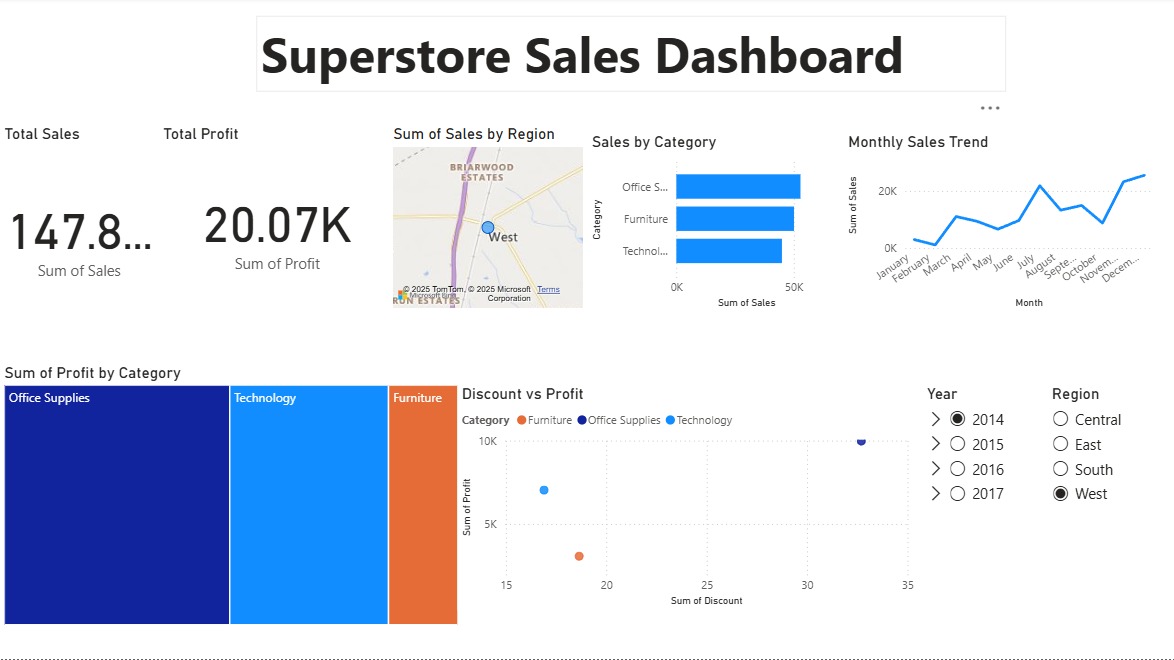 Superstore Sales Dashboard
Total Sales
147.8...
Sum of Sales
Total Profit
20.07K
Sum of Profit
Sum of Sales by Region
BRIARWOOD
ESTATES
West
© 2025 TomTom, © 2025 Microsoft Corporation Terms
Microsoft Bing
RUN ESTATES
Sales by Category
Category
Office S...
Furniture
Technol...
0K 50K
Sum of Sales
Monthly Sales Trend
Sum of Sales
20K
0K
January February March April May June July August Septe... October Novem... Decem...
Month
Sum of Profit by Category
Office Supplies
Technology
Furniture
Discount vs Profit
Category Furniture Office Supplies Technology
Sum of Profit
10K
5K
15 20 25 30 35
Sum of Discount
Year
2014
2015
2016
2017
Region
Central
East
South
West